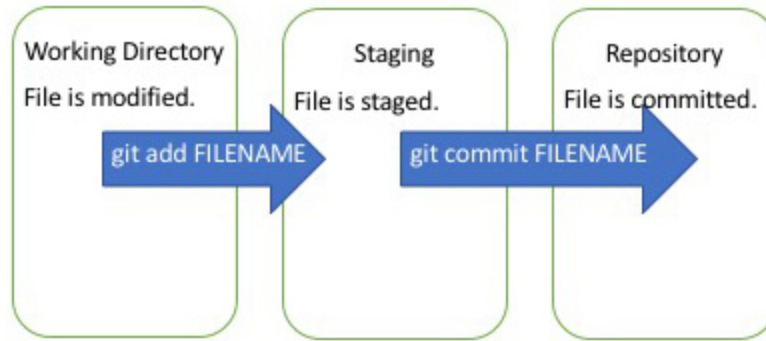 Working Directory
File is modified.
git add FILENAME
Staging
File is staged.
git commit FILENAME
Repository
File is committed.